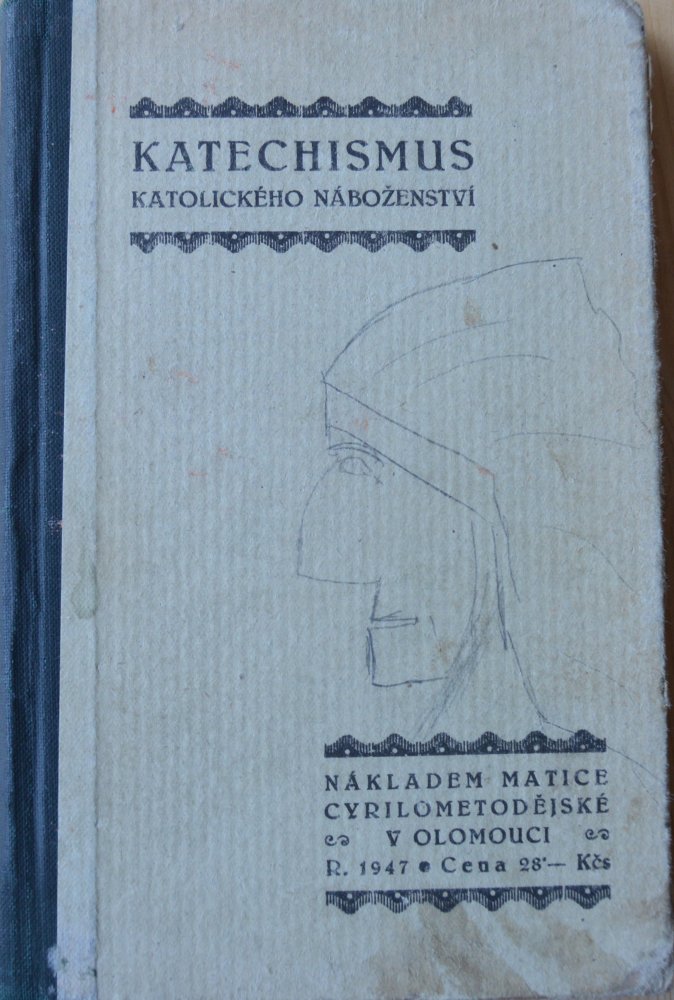 KATECHISMUS
KATOLICKÉHO NÁBOŽENSTVÍ
NÁKLADEM MATICE
CYRILOMETODĚJSKÉ
V OLOMOUCI
R. 1947 • Cena 28·— Kčs